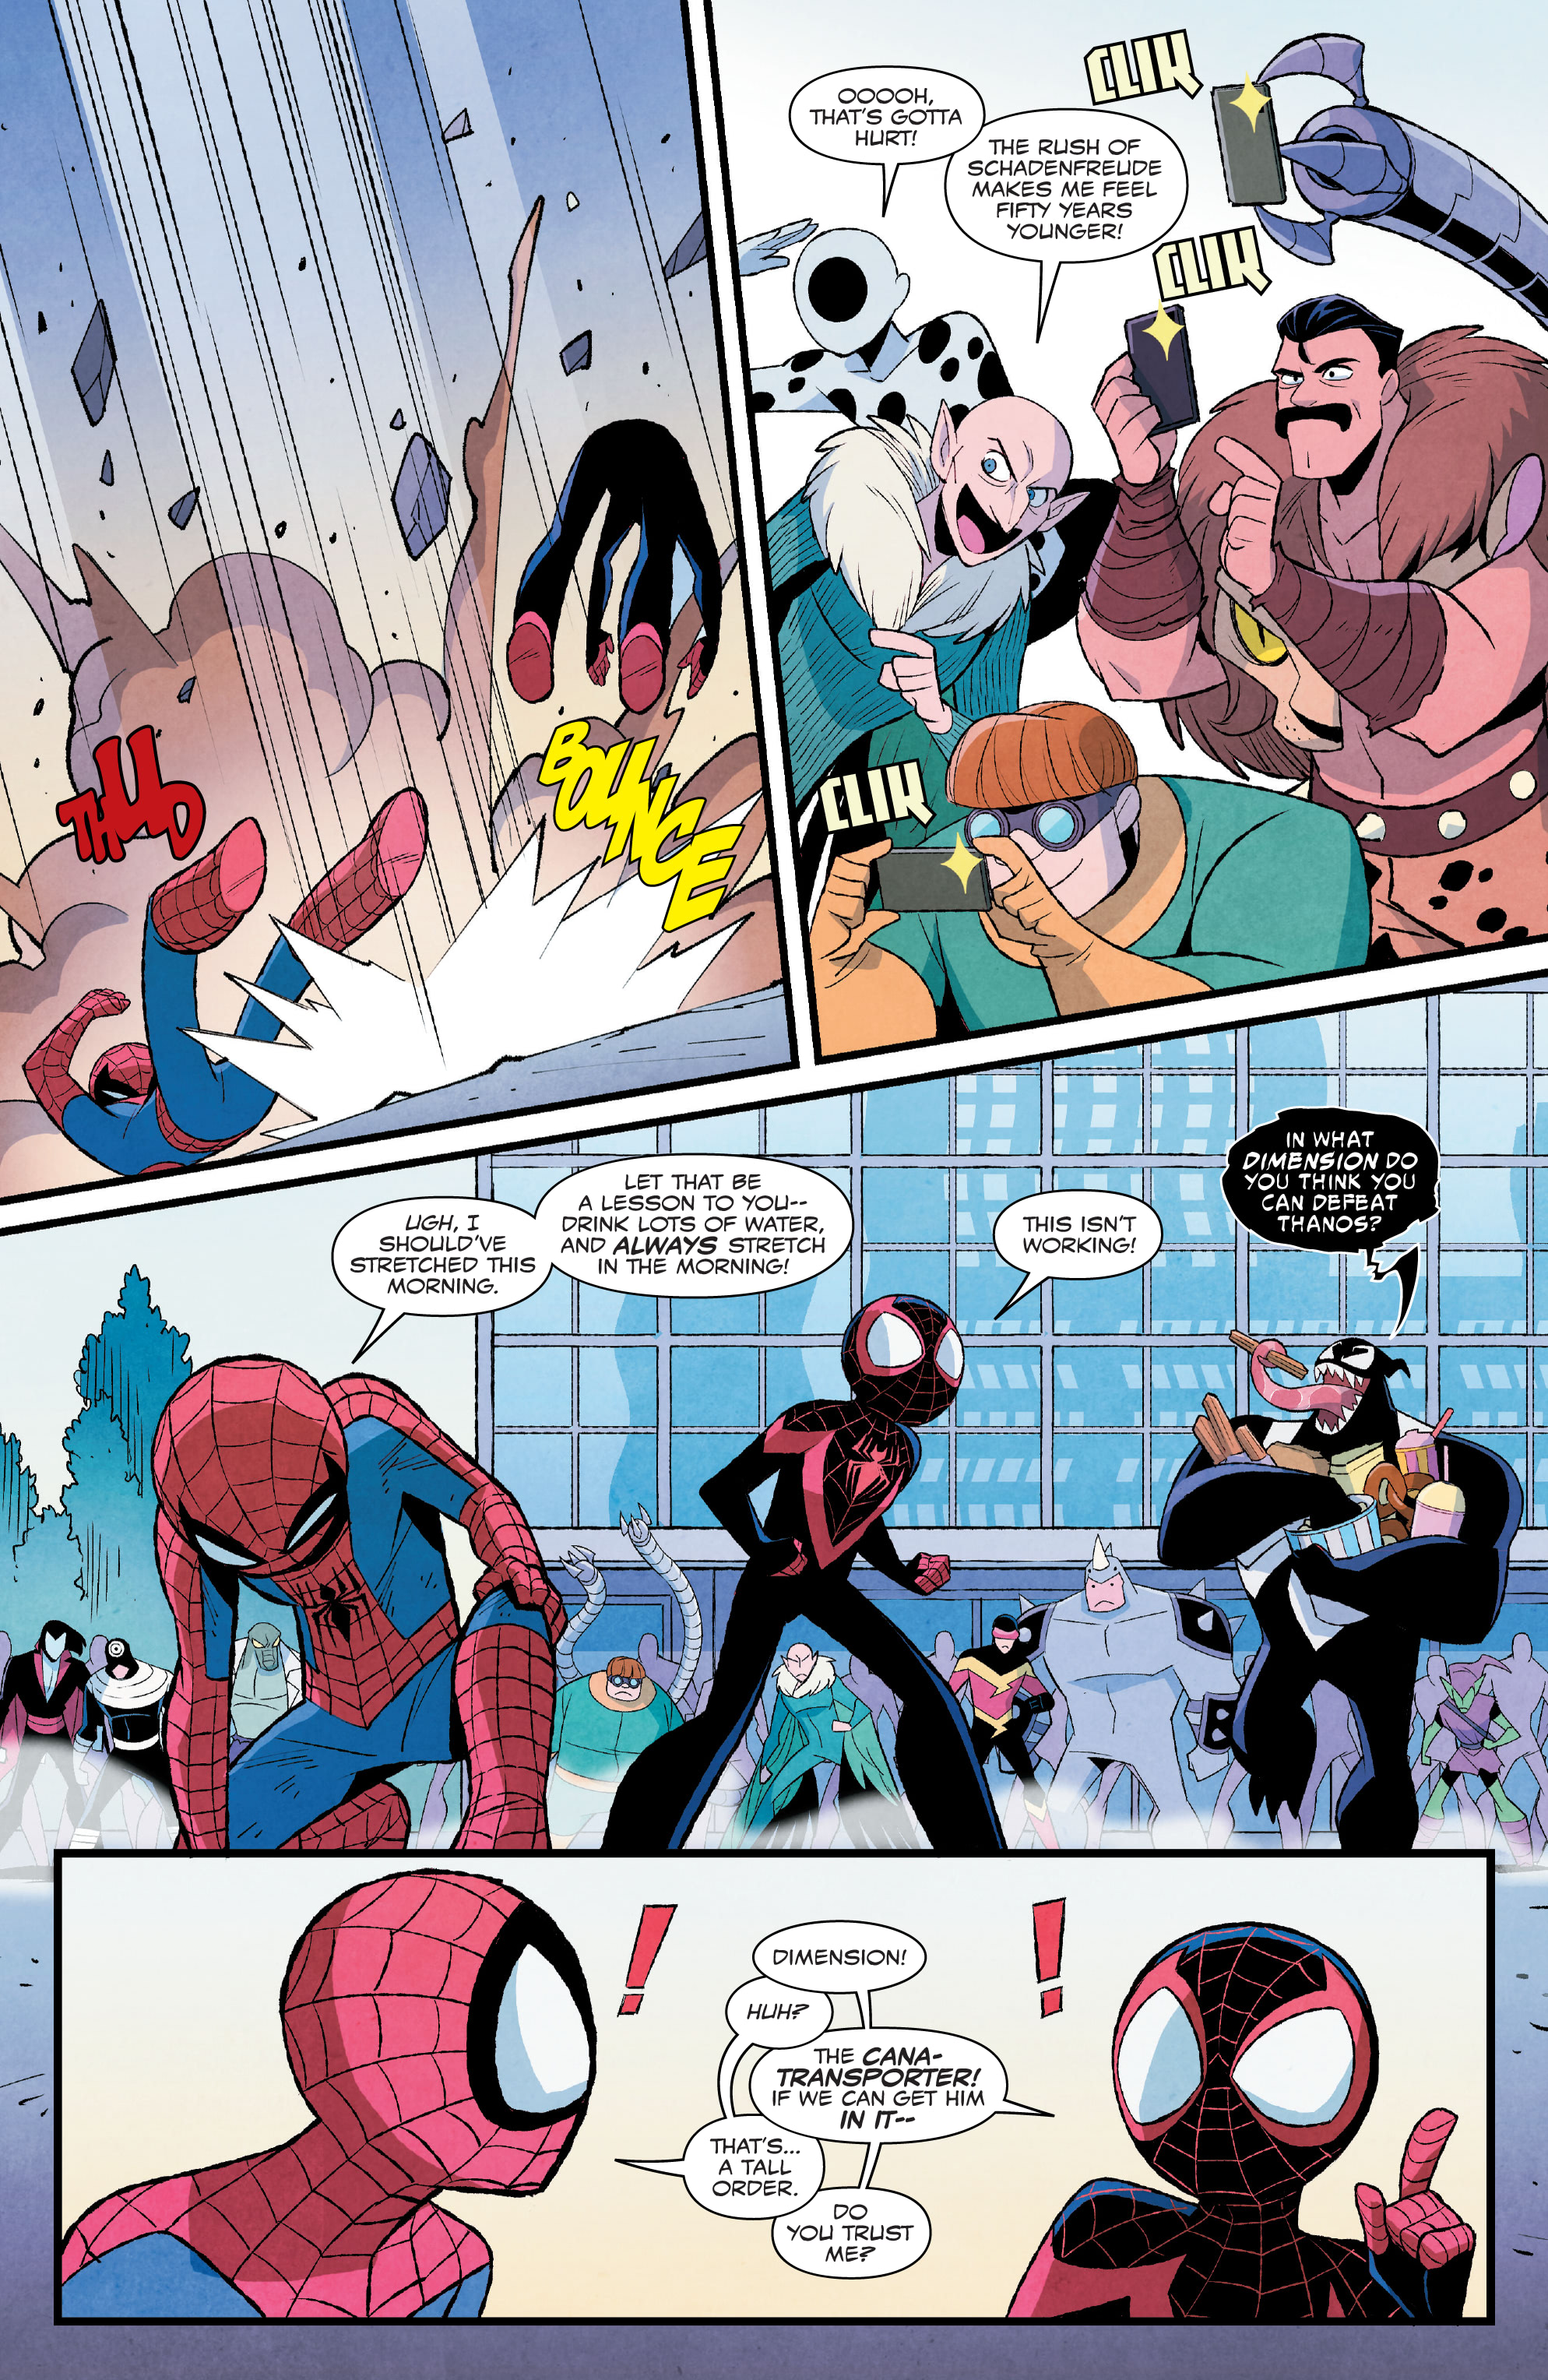 THUD
BOUNCE
OOOOH,
THAT'S GOTTA
HURT!
THE RUSH OF
SCHADENFREUDE
MAKES ME FEEL
FIFTY YEARS
YOUNGER!
CLIK
CLIK
CLIK
UGH, I
SHOULD'VE
STRETCHED THIS
MORNING.
LET THAT BE
A LESSON TO YOU--
DRINK LOTS OF WATER,
AND ALWAYS STRETCH
IN THE MORNING!
THIS ISN'T
WORKING!
IN WHAT
DIMENSION DO
YOU THINK YOU
CAN DEFEAT
THANOS?
!
!
DIMENSION!
HUH?
THE CANA-
TRANSPORTER!
IF WE CAN GET HIM
IN IT--
THAT'S...
A TALL
ORDER.
DO
YOU TRUST
ME?